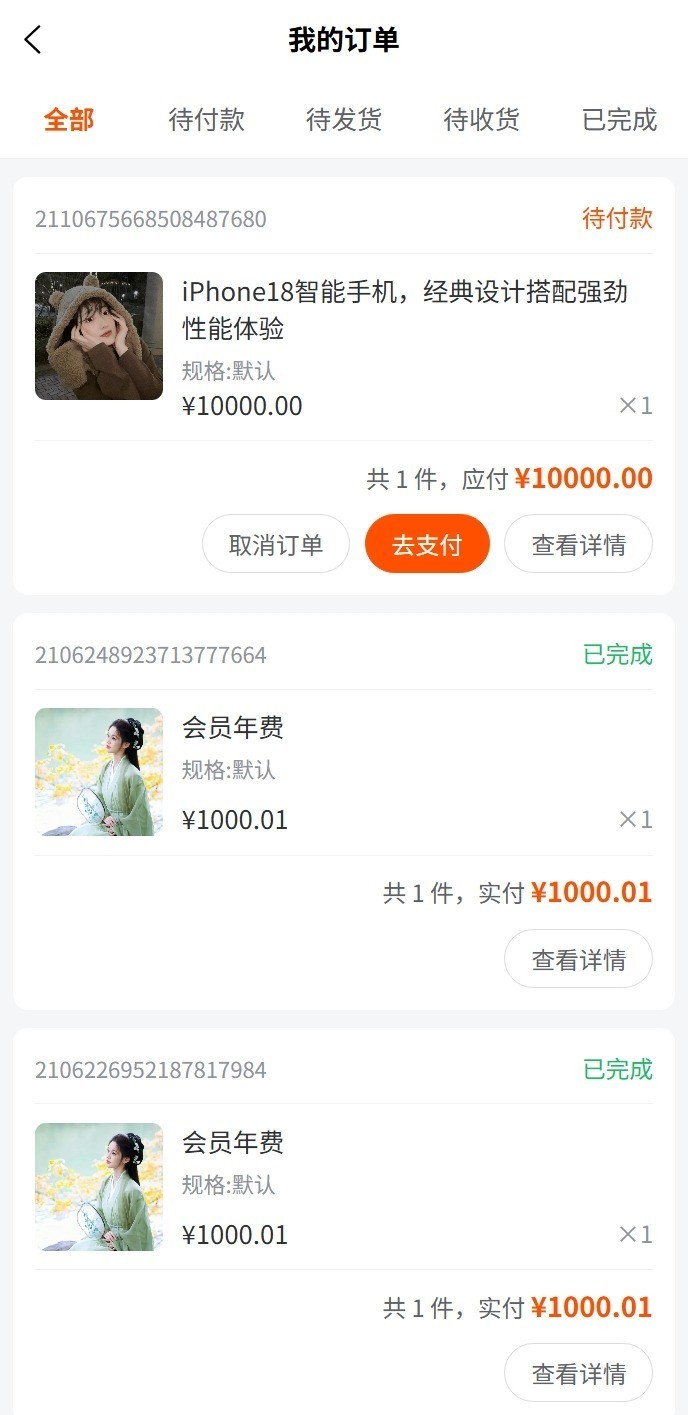 我的订单
全部 待付款 待发货 待收货 已完成
2110675668508487680 待付款
iPhone18智能手机，经典设计搭配强劲
性能体验
规格:默认
¥10000.00 ×1
共 1 件，应付 ¥10000.00
取消订单 去支付 查看详情
2106248923713777664 已完成
会员年费
规格:默认
¥1000.01 ×1
共 1 件，实付 ¥1000.01
查看详情
2106226952187817984 已完成
会员年费
规格:默认
¥1000.01 ×1
共 1 件，实付 ¥1000.01
查看详情